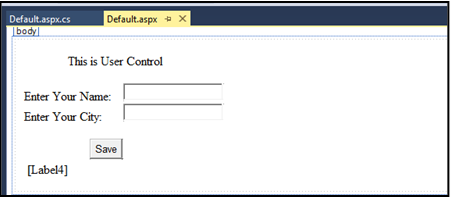 Default.aspx.cs Default.aspx
body
This is User Control
Enter Your Name:
Enter Your City:
Save
[Label4]